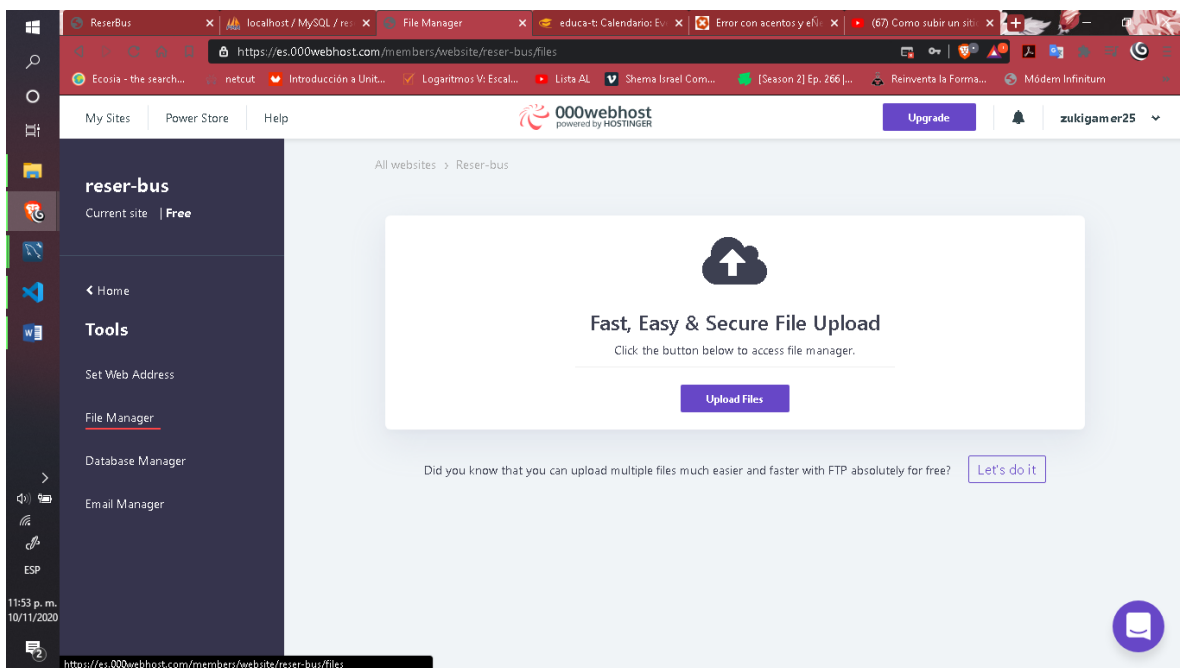 ReserBus
localhost / MySQL / res
File Manager
educa-t: Calendario: Ev
Error con acentos y eÑe
(67) Como subir un siti
https://es.000webhost.com/members/website/reser-bus/files
Ecosia - the search...
netcut
Introducción a Unit...
Logaritmos V: Escal...
Lista AL
Shema Israel Com...
[Season 2] Ep. 266 |...
Reinventa la Forma...
Módem Infinitum
My Sites
Power Store
Help
000webhost
powered by HOSTINGER
Upgrade
zukigamer25
reser-bus
Current site | Free
Home
Tools
Set Web Address
File Manager
Database Manager
Email Manager
All websites > Reser-bus
Fast, Easy & Secure File Upload
Click the button below to access file manager.
Upload Files
Did you know that you can upload multiple files much easier and faster with FTP absolutely for free?
Let's do it
ESP
11:53 p. m.
10/11/2020
2
https://es.000webhost.com/members/website/reser-bus/files